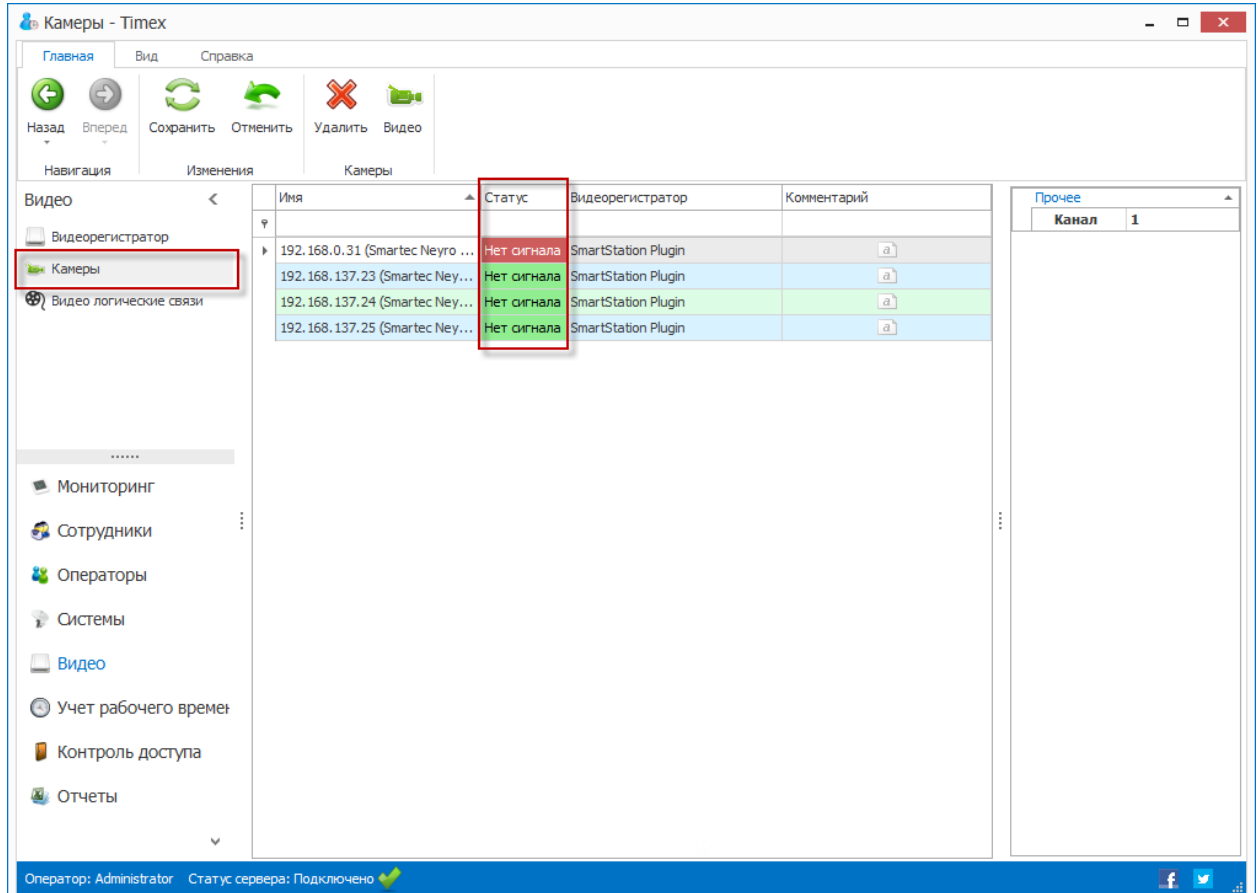 Камеры - Timex
Главная Вид Справка
Назад Вперед Сохранить Отменить Удалить Видео
Навигация Изменения Камеры
Видео
Видеорегистратор
Камеры
Видео логические связи
Мониторинг
Сотрудники
Операторы
Системы
Видео
Учет рабочего времен
Контроль доступа
Отчеты
Имя Статус Видеорегистратор Комментарий
192.168.0.31 (Smartec Neyro ... Нет сигнала SmartStation Plugin a
192.168.137.23 (Smartec Ney... Нет сигнала SmartStation Plugin a
192.168.137.24 (Smartec Ney... Нет сигнала SmartStation Plugin a
192.168.137.25 (Smartec Ney... Нет сигнала SmartStation Plugin a
Прочее
Канал 1
Оператор: Administrator Статус сервера: Подключено